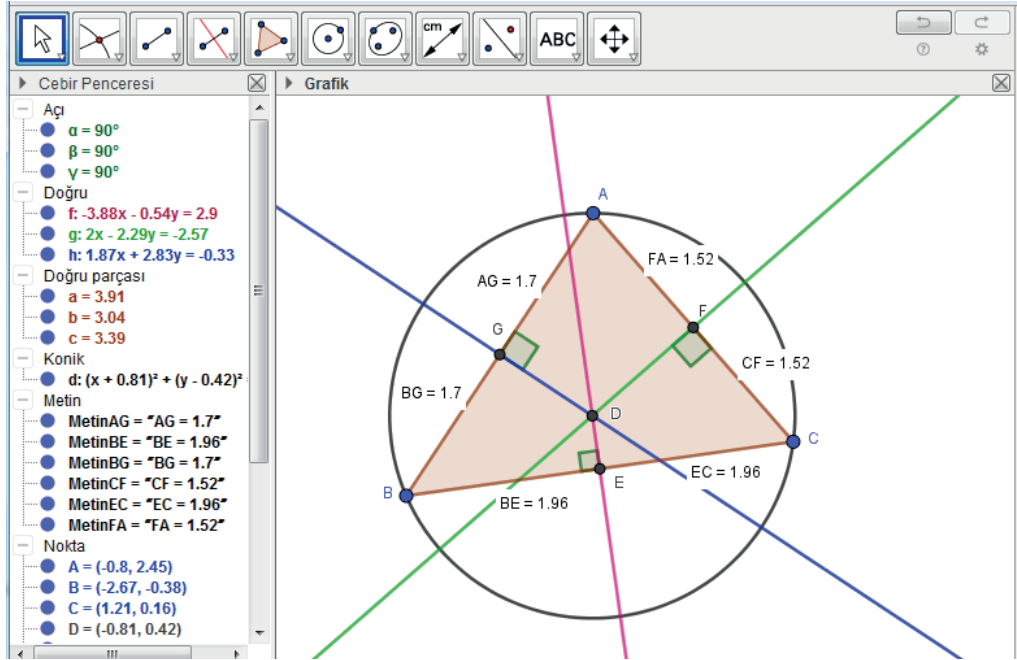 cm
ABC
Cebir Penceresi
Grafik
Açı
α = 90°
β = 90°
γ = 90°
Doğru
f: -3.88x - 0.54y = 2.9
g: 2x - 2.29y = -2.57
h: 1.87x + 2.83y = -0.33
Doğru parçası
a = 3.91
b = 3.04
c = 3.39
Konik
d: (x + 0.81)² + (y - 0.42)²
Metin
MetinAG = "AG = 1.7"
MetinBE = "BE = 1.96"
MetinBG = "BG = 1.7"
MetinCF = "CF = 1.52"
MetinEC = "EC = 1.96"
MetinFA = "FA = 1.52"
Nokta
A = (-0.8, 2.45)
B = (-2.67, -0.38)
C = (1.21, 0.16)
D = (-0.81, 0.42)
A
FA = 1.52
AG = 1.7
F
G
CF = 1.52
BG = 1.7
D
C
EC = 1.96
E
B
BE = 1.96